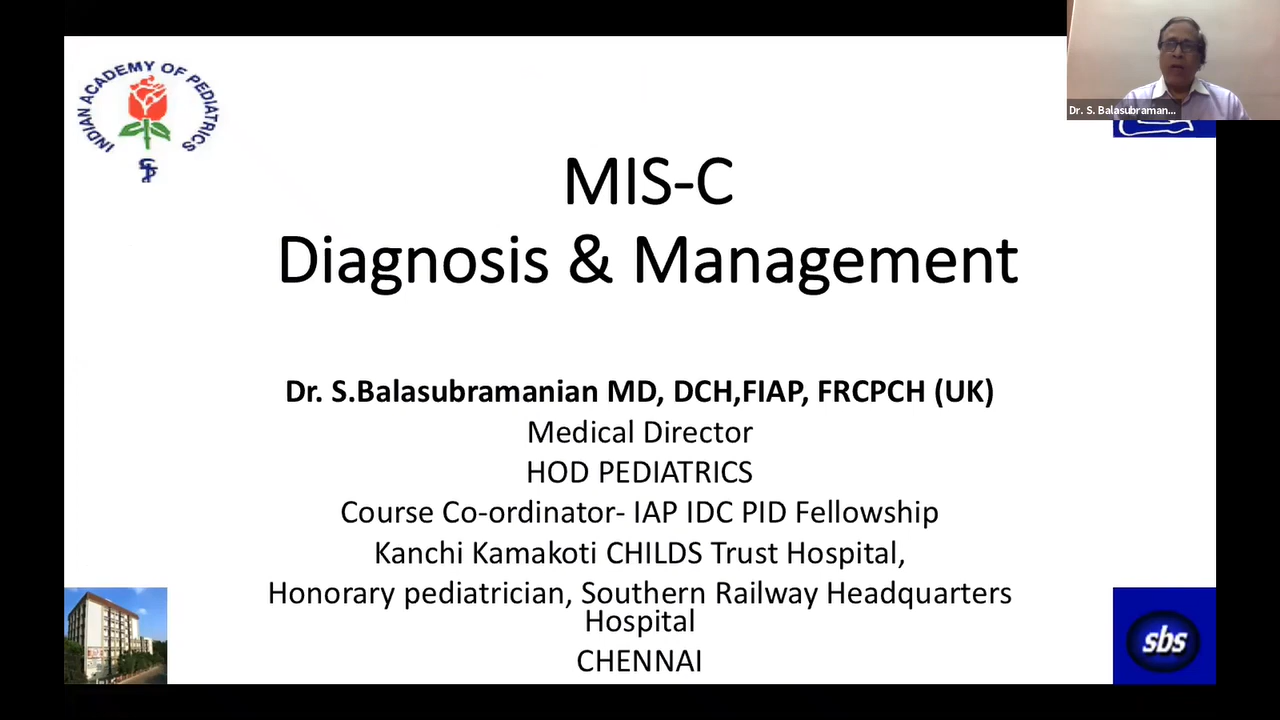 INDIAN ACADEMY OF PEDIATRICS
Dr. S. Balasubraman...
MIS-C
Diagnosis & Management
Dr. S.Balasubramanian MD, DCH,FIAP, FRCPCH (UK)
Medical Director
HOD PEDIATRICS
Course Co-ordinator- IAP IDC PID Fellowship
Kanchi Kamakoti CHILDS Trust Hospital,
Honorary pediatrician, Southern Railway Headquarters
Hospital
CHENNAI
sbs